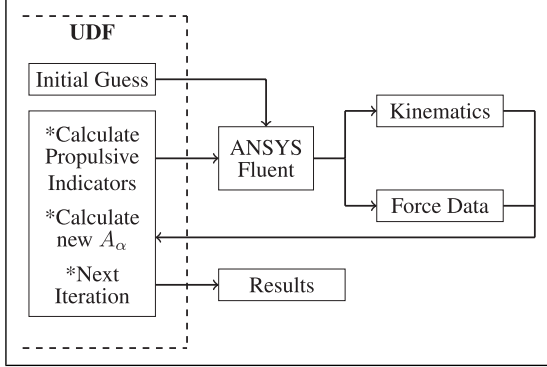 UDF
Initial Guess
*Calculate
Propulsive
Indicators
*Calculate
new Aα
*Next
Iteration
ANSYS
Fluent
Kinematics
Force Data
Results